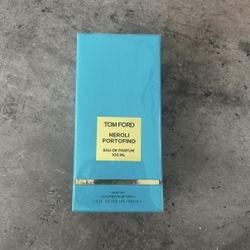 TOM FORD
NEROLI
PORTOFINO
EAU DE PARFUM
100 ML